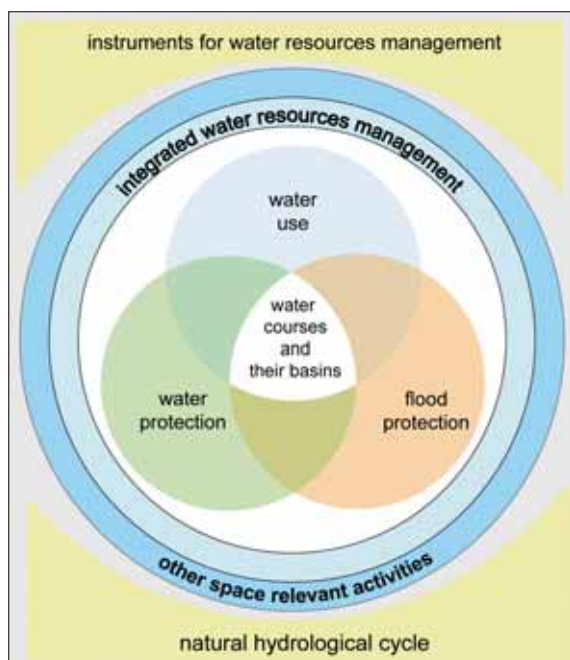 instruments for water resources management
integrated water resources management
water
use
water
courses
and
their basins
water
protection
flood
protection
other space relevant activities
natural hydrological cycle